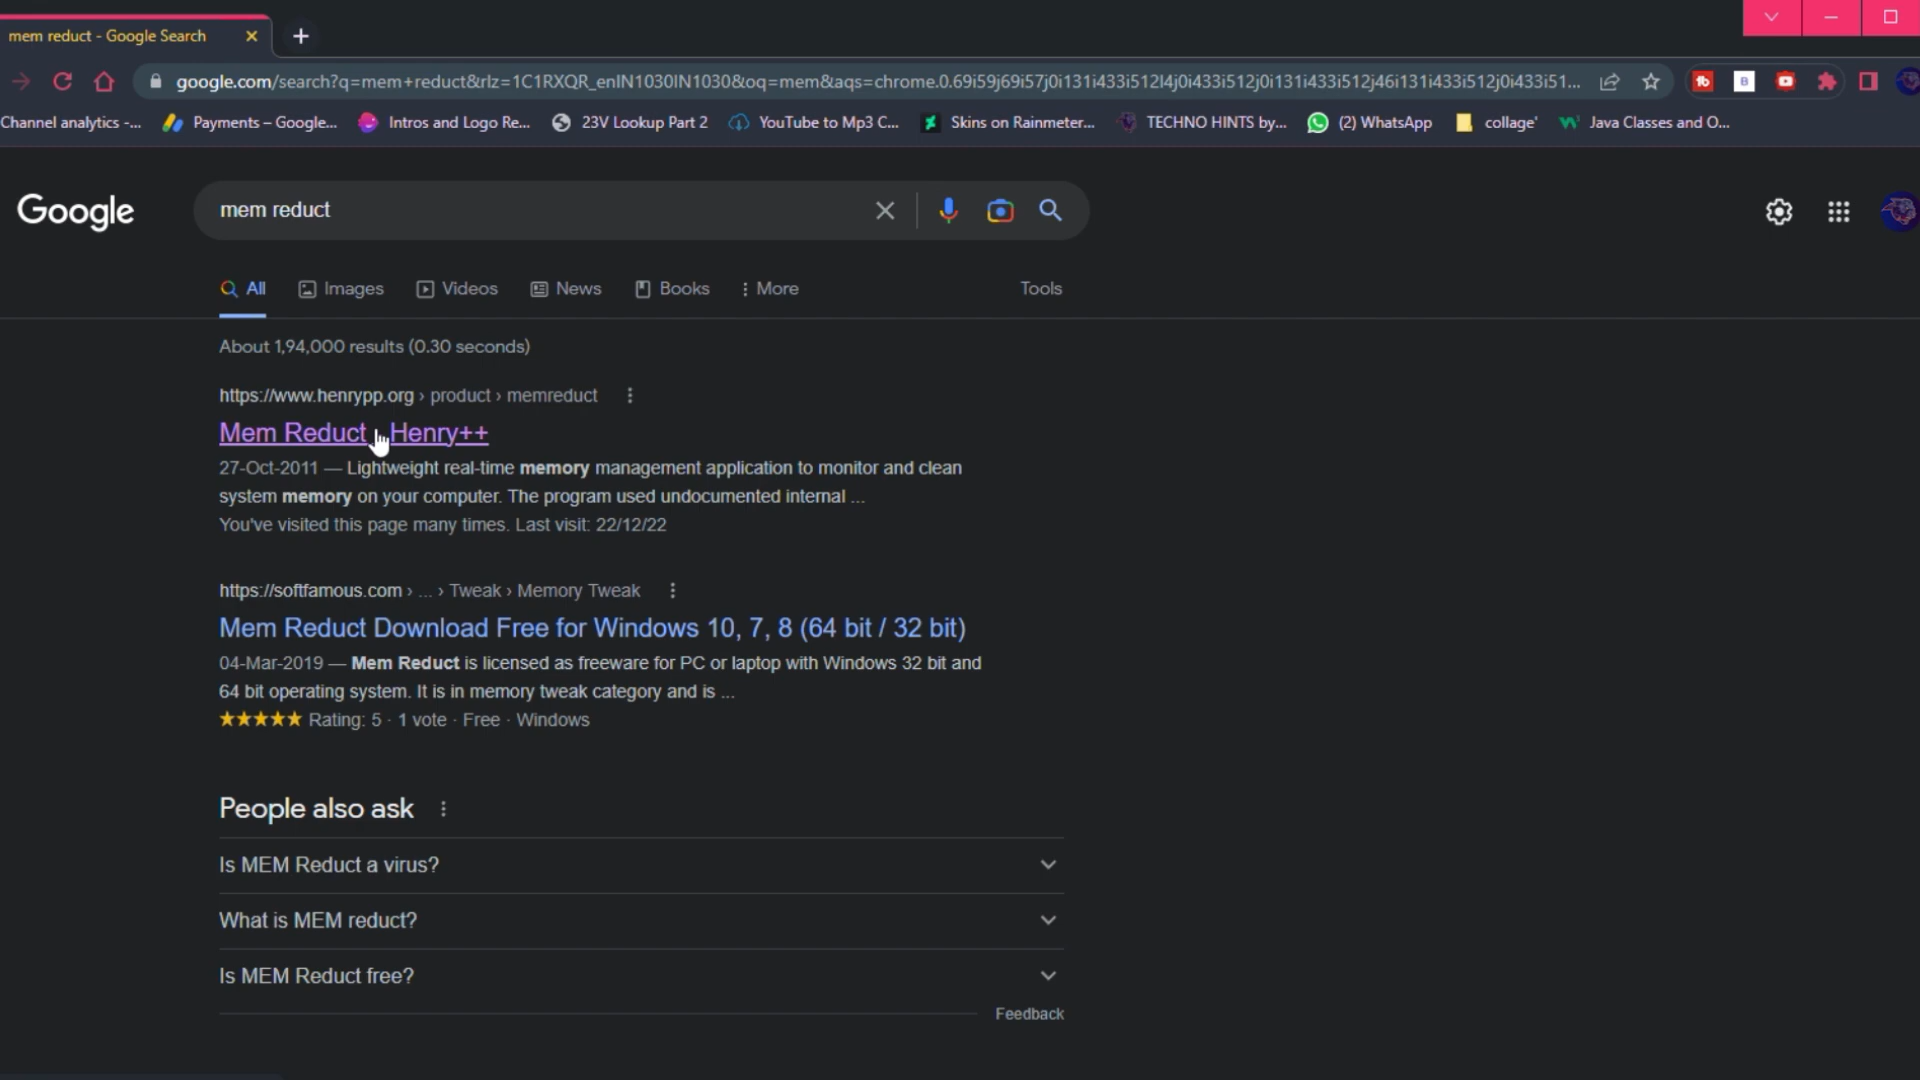 mem reduct - Google Search
google.com/search?q=mem+reduct&rlz=1C1RXQR_enIN1030IN1030&oq=mem&aqs=chrome.0.69i59j69i57j0i131i433i512l4j0i433i512j0i131i433i512j46i131i433i512j0i433i51...
Channel analytics -... Payments – Google... Intros and Logo Re... 23V Lookup Part 2 YouTube to Mp3 C... Skins on Rainmeter... TECHNO HINTS by... (2) WhatsApp collage' Java Classes and O...
Google mem reduct
All Images Videos News Books More Tools
About 1,94,000 results (0.30 seconds)
https://www.henrypp.org › product › memreduct
Mem Reduct Henry++
27-Oct-2011 — Lightweight real-time memory management application to monitor and clean
system memory on your computer. The program used undocumented internal ...
You've visited this page many times. Last visit: 22/12/22
https://softfamous.com › ... › Tweak › Memory Tweak
Mem Reduct Download Free for Windows 10, 7, 8 (64 bit / 32 bit)
04-Mar-2019 — Mem Reduct is licensed as freeware for PC or laptop with Windows 32 bit and
64 bit operating system. It is in memory tweak category and is ...
★★★★★ Rating: 5 · 1 vote · Free · Windows
People also ask
Is MEM Reduct a virus?
What is MEM reduct?
Is MEM Reduct free?
Feedback